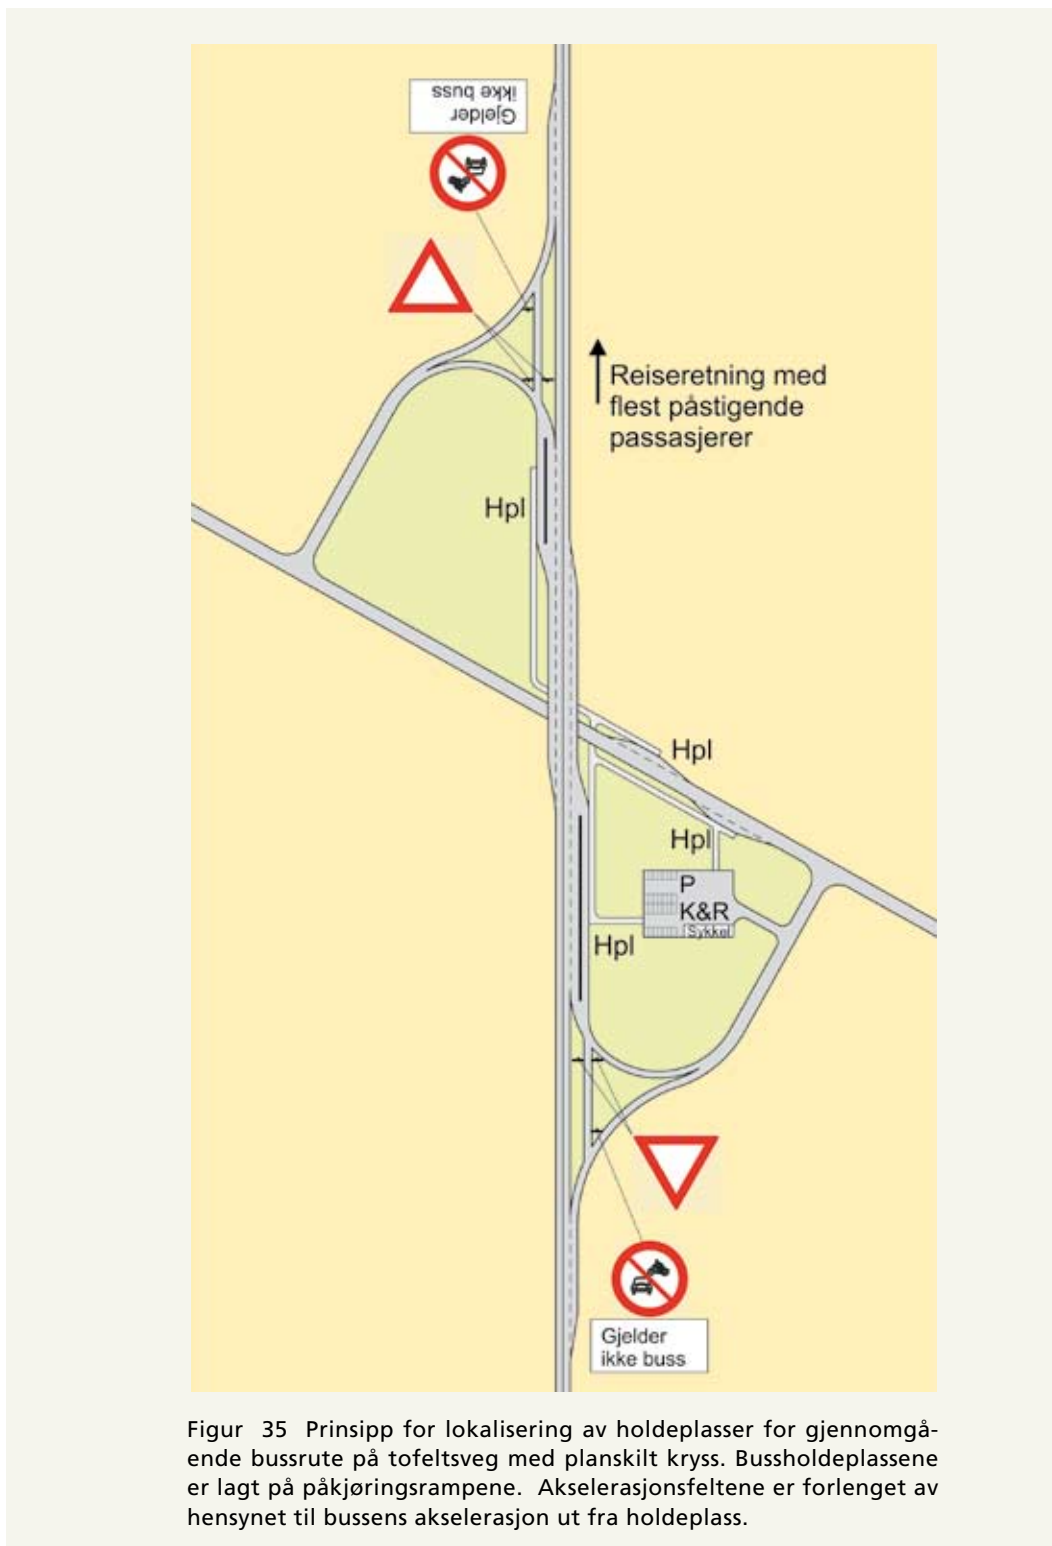 Gjelder
ikke buss
Reiseretning med
flest påstigende
passasjerer
Hpl
Hpl
Hpl
P
K&R
Sykkel
Hpl
Gjelder
ikke buss
Figur 35 Prinsipp for lokalisering av holdeplasser for gjennomgå-
ende bussrute på tofeltsveg med planskilt kryss. Bussholdeplassene
er lagt på påkjøringsrampene. Akselerasjonsfeltene er forlenget av
hensynet til bussens akselerasjon ut fra holdeplass.